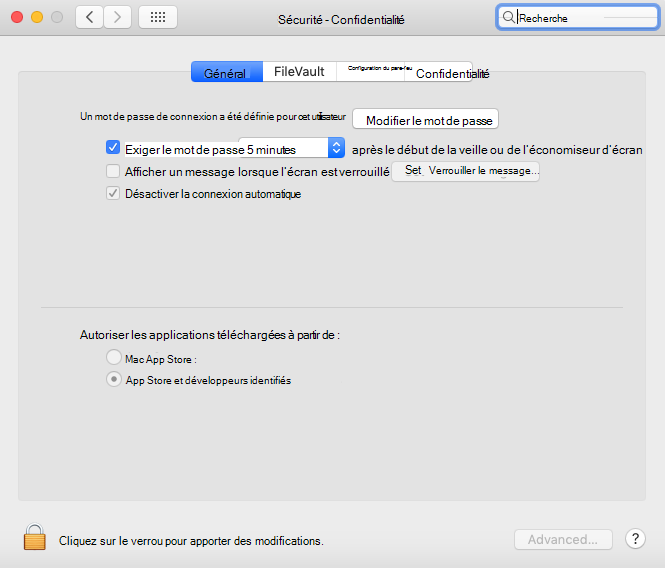 Sécurité - Confidentialité
Recherche
Général
FileVault
Configuration du pare-feu
Confidentialité
Un mot de passe de connexion a été définie pour cet utilisateur
Modifier le mot de passe
Exiger le mot de passe 5 minutes
après le début de la veille ou de l'économiseur d'écran
Afficher un message lorsque l'écran est verrouillé
Set Verrouiller le message...
Désactiver la connexion automatique
Autoriser les applications téléchargées à partir de :
Mac App Store :
App Store et développeurs identifiés
Cliquez sur le verrou pour apporter des modifications.
Advanced...
?